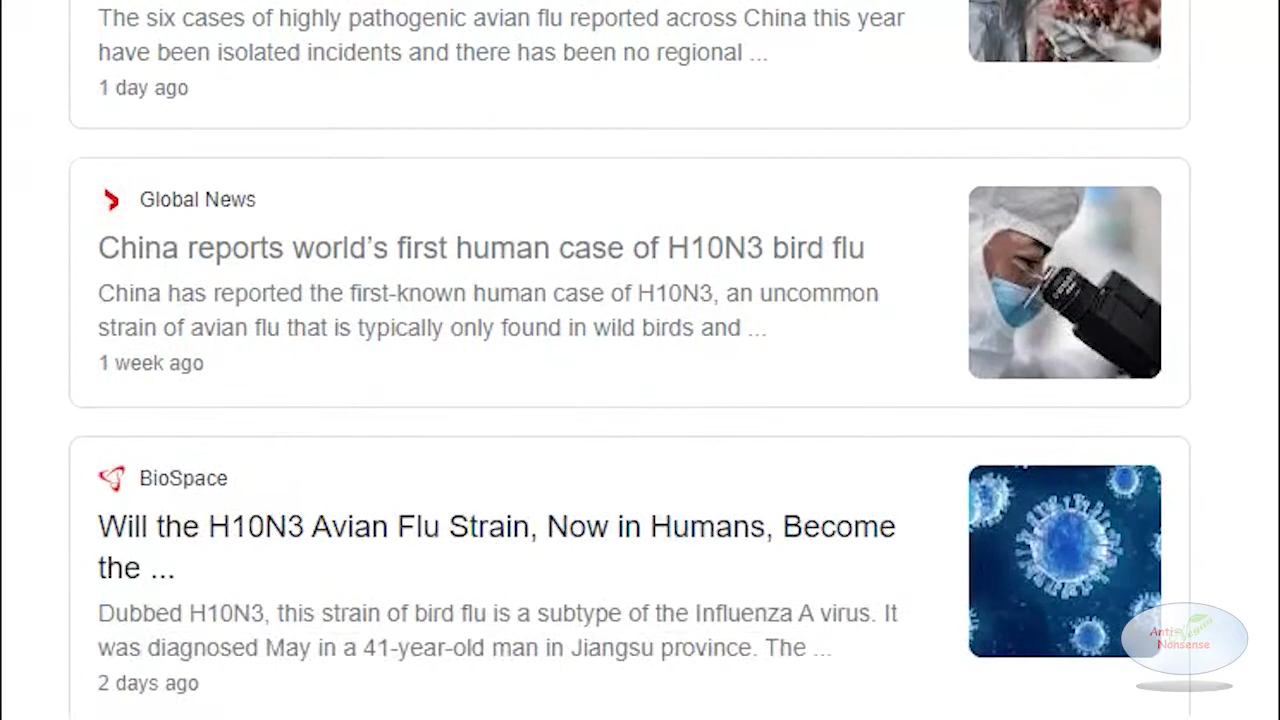 The six cases of highly pathogenic avian flu reported across China this year
have been isolated incidents and there has been no regional ...
1 day ago
Global News
China reports world's first human case of H10N3 bird flu
China has reported the first-known human case of H10N3, an uncommon
strain of avian flu that is typically only found in wild birds and ...
1 week ago
BioSpace
Will the H10N3 Avian Flu Strain, Now in Humans, Become
the ...
Dubbed H10N3, this strain of bird flu is a subtype of the Influenza A virus. It
was diagnosed May in a 41-year-old man in Jiangsu province. The ...
2 days ago
Anti-Vegan
Nonsense